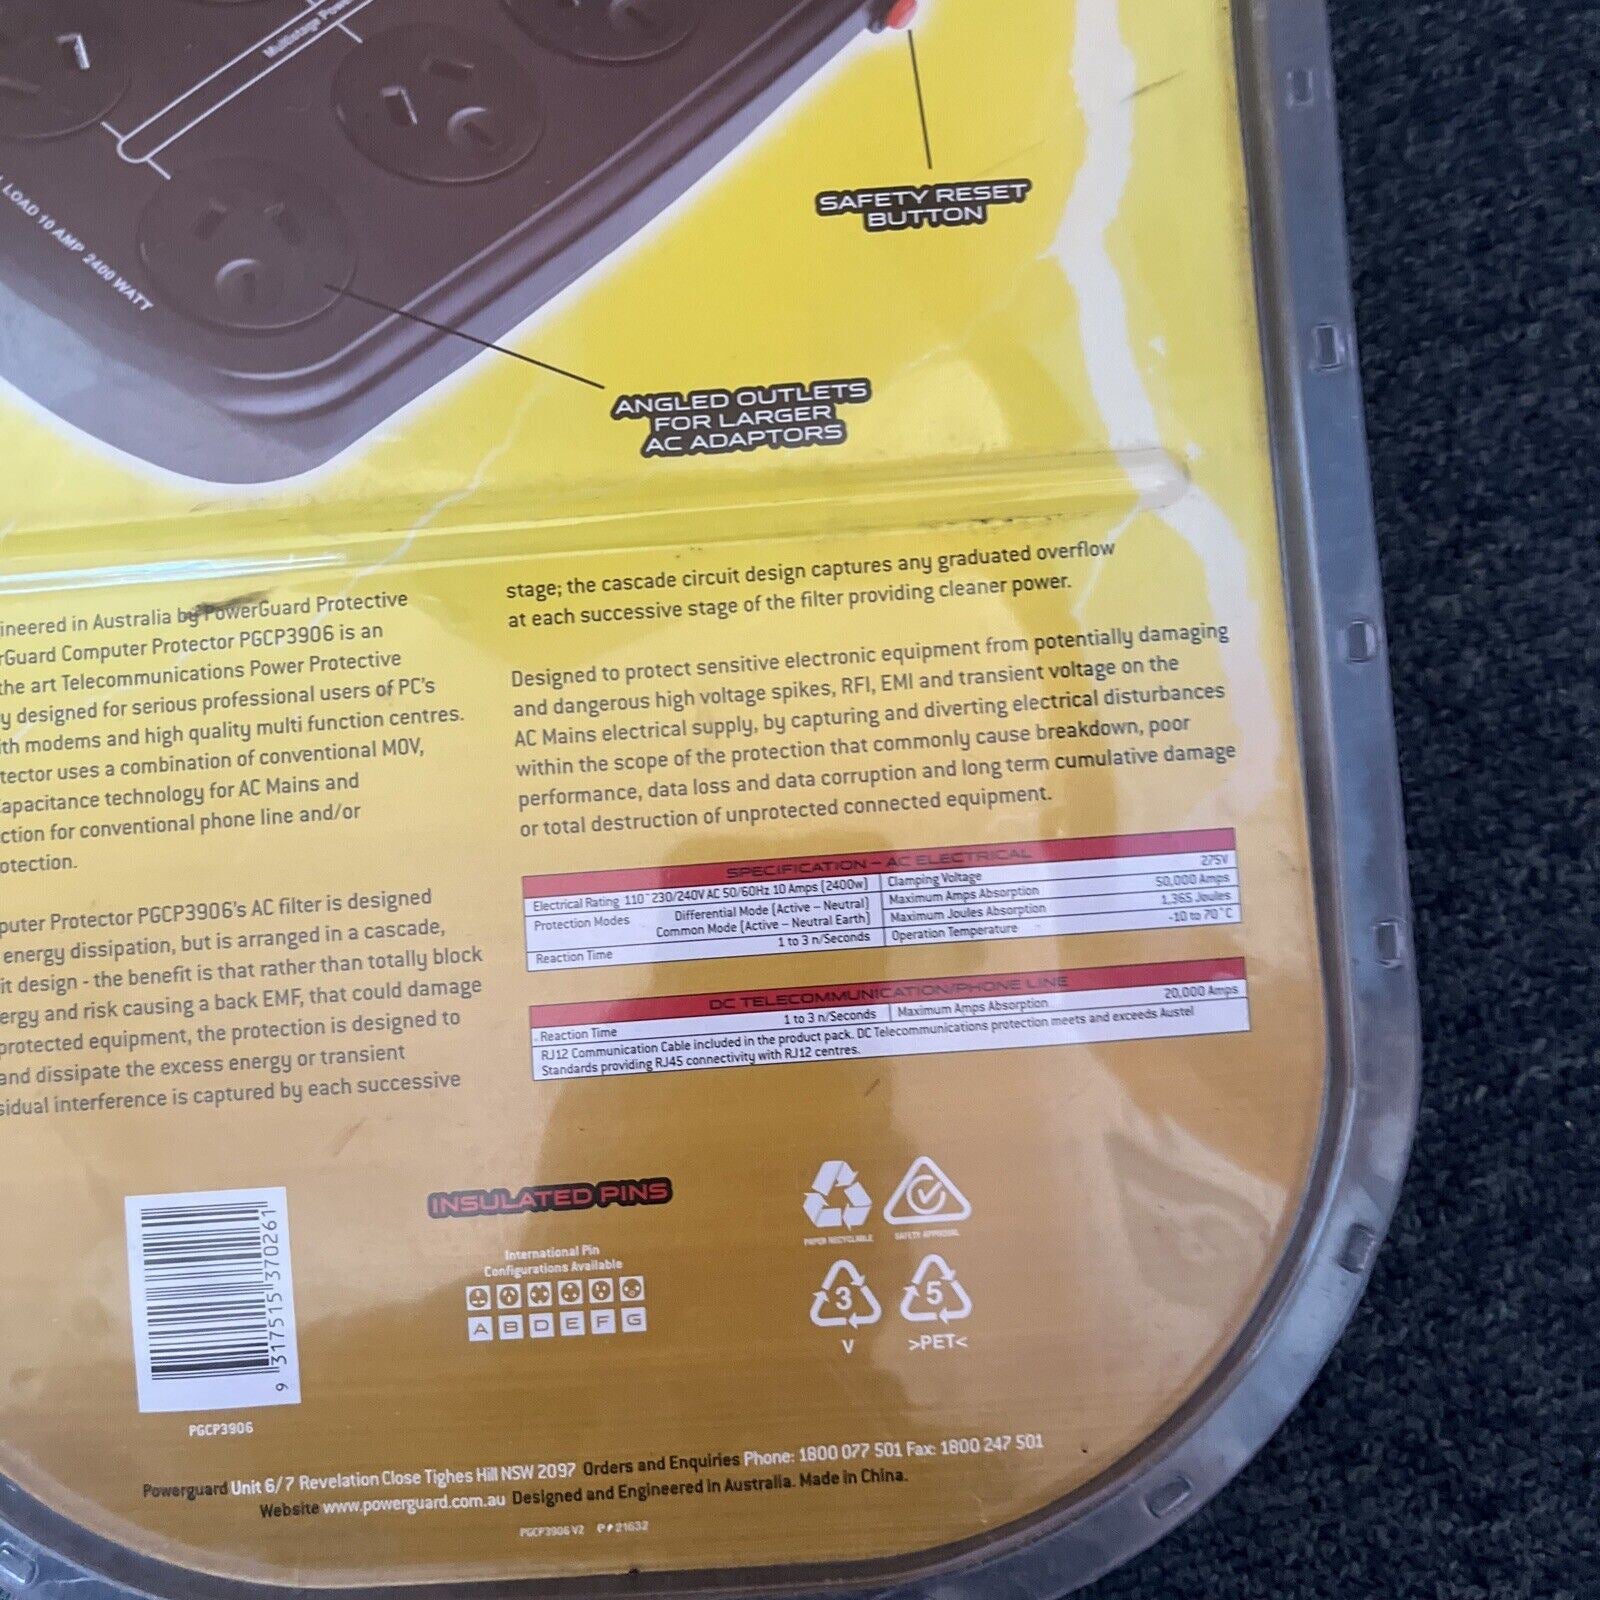 Multistage
LOAD 10 AMP 2400 WATT
SAFETY RESET
BUTTON
ANGLED OUTLETS
FOR LARGER
AC ADAPTORS
in Australia by PowerGuard Protective
Computer Protector PGCP3906 is an
the art Telecommunications Power Protective
designed for serious professional users of PC's
modems and high quality multi function centres.
uses a combination of conventional MOV,
technology for AC Mains and
for conventional phone line and/or
Protector PGCP3906's AC filter is designed
energy dissipation, but is arranged in a cascade,
design - the benefit is that rather than totally block
and risk causing a back EMF, that could damage
protected equipment, the protection is designed to
and dissipate the excess energy or transient
interference is captured by each successive
stage; the cascade circuit design captures any graduated overflow
at each successive stage of the filter providing cleaner power.
Designed to protect sensitive electronic equipment from potentially damaging
and dangerous high voltage spikes, RFI, EMI and transient voltage on the
AC Mains electrical supply, by capturing and diverting electrical disturbances
within the scope of the protection that commonly cause breakdown, poor
performance, data loss and data corruption and long term cumulative damage
or total destruction of unprotected connected equipment.
SPECIFICATION – AC ELECTRICAL
Electrical Rating 110~230/240V AC 50/60Hz 10 Amps (2400w) Clamping Voltage 275V
Protection Modes Differential Mode (Active – Neutral) Maximum Amps Absorption 50,000 Amps
Common Mode (Active – Neutral Earth) Maximum Joules Absorption 1,365 Joules
Reaction Time 1 to 3 n/Seconds Operation Temperature -10 to 70°C
DC TELECOMMUNICATION/PHONE LINE
Reaction Time 1 to 3 n/Seconds Maximum Amps Absorption 20,000 Amps
RJ12 Communication Cable included in the product pack. DC Telecommunications protection meets and exceeds Austel
Standards providing RJ45 connectivity with RJ12 centres.
INSULATED PINS
International Pin
Configurations Available
A B D E F G
PAPER RECYCLABLE
SAFETY APPROVAL
3
V
5
>PET<
9 317515 370261
PGCP3906
Powerguard Unit 6/7 Revelation Close Tighes Hill NSW 2097 Orders and Enquiries Phone: 1800 077 501 Fax: 1800 247 501
Website www.powerguard.com.au Designed and Engineered in Australia. Made in China.
PGCP3906 V2 21632